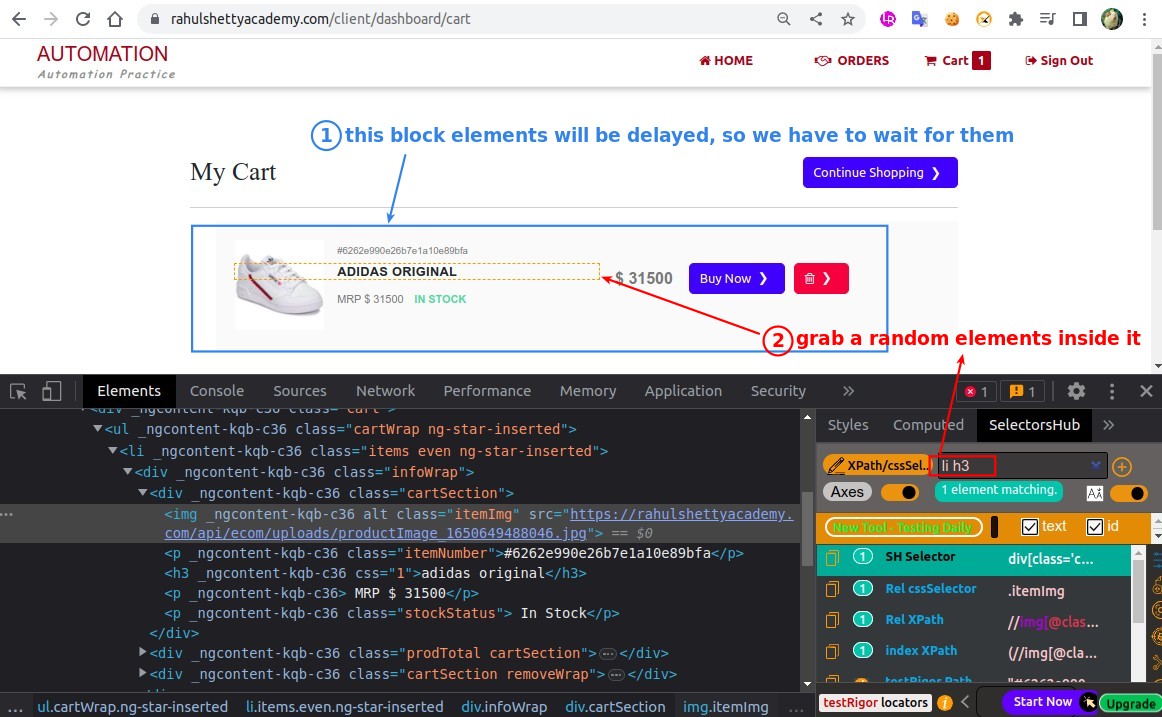 rahulshettyacademy.com/client/dashboard/cart
AUTOMATION
Automation Practice
HOME
ORDERS
Cart 1
Sign Out
1 this block elements will be delayed, so we have to wait for them
My Cart
Continue Shopping ❯
#6262e990e26b7e1a10e89bfa
ADIDAS ORIGINAL
$ 31500
Buy Now ❯
❯
MRP $ 31500 IN STOCK
2 grab a random elements inside it
Elements Console Sources Network Performance Memory Application Security » 1 1
<div _ngcontent-kqb-c36 class="cart">
▼<ul _ngcontent-kqb-c36 class="cartWrap ng-star-inserted">
▼<li _ngcontent-kqb-c36 class="items even ng-star-inserted">
▼<div _ngcontent-kqb-c36 class="infoWrap">
▼<div _ngcontent-kqb-c36 class="cartSection">
<img _ngcontent-kqb-c36 alt class="itemImg" src="https://rahulshettyacademy.
com/api/ecom/uploads/productImage_1650649488046.jpg"> == $0
<p _ngcontent-kqb-c36 class="itemNumber">#6262e990e26b7e1a10e89bfa</p>
<h3 _ngcontent-kqb-c36 css="1">adidas original</h3>
<p _ngcontent-kqb-c36> MRP $ 31500</p>
<p _ngcontent-kqb-c36 class="stockStatus"> In Stock</p>
</div>
▶<div _ngcontent-kqb-c36 class="prodTotal cartSection">…</div>
▶<div _ngcontent-kqb-c36 class="cartSection removeWrap">…</div>
... ul.cartWrap.ng-star-inserted li.items.even.ng-star-inserted div.infoWrap div.cartSection img.itemImg ...
Styles Computed SelectorsHub »
XPath/cssSel.. li h3
Axes 1 element matching.
New Tool - Testing Daily text id
1 SH Selector div[class='c...
1 Rel cssSelector .itemImg
1 Rel XPath //img[@clas...
1 index XPath (//img[@cla...
testRigor Path "#6262e990
testRigor locators Start Now Upgrade